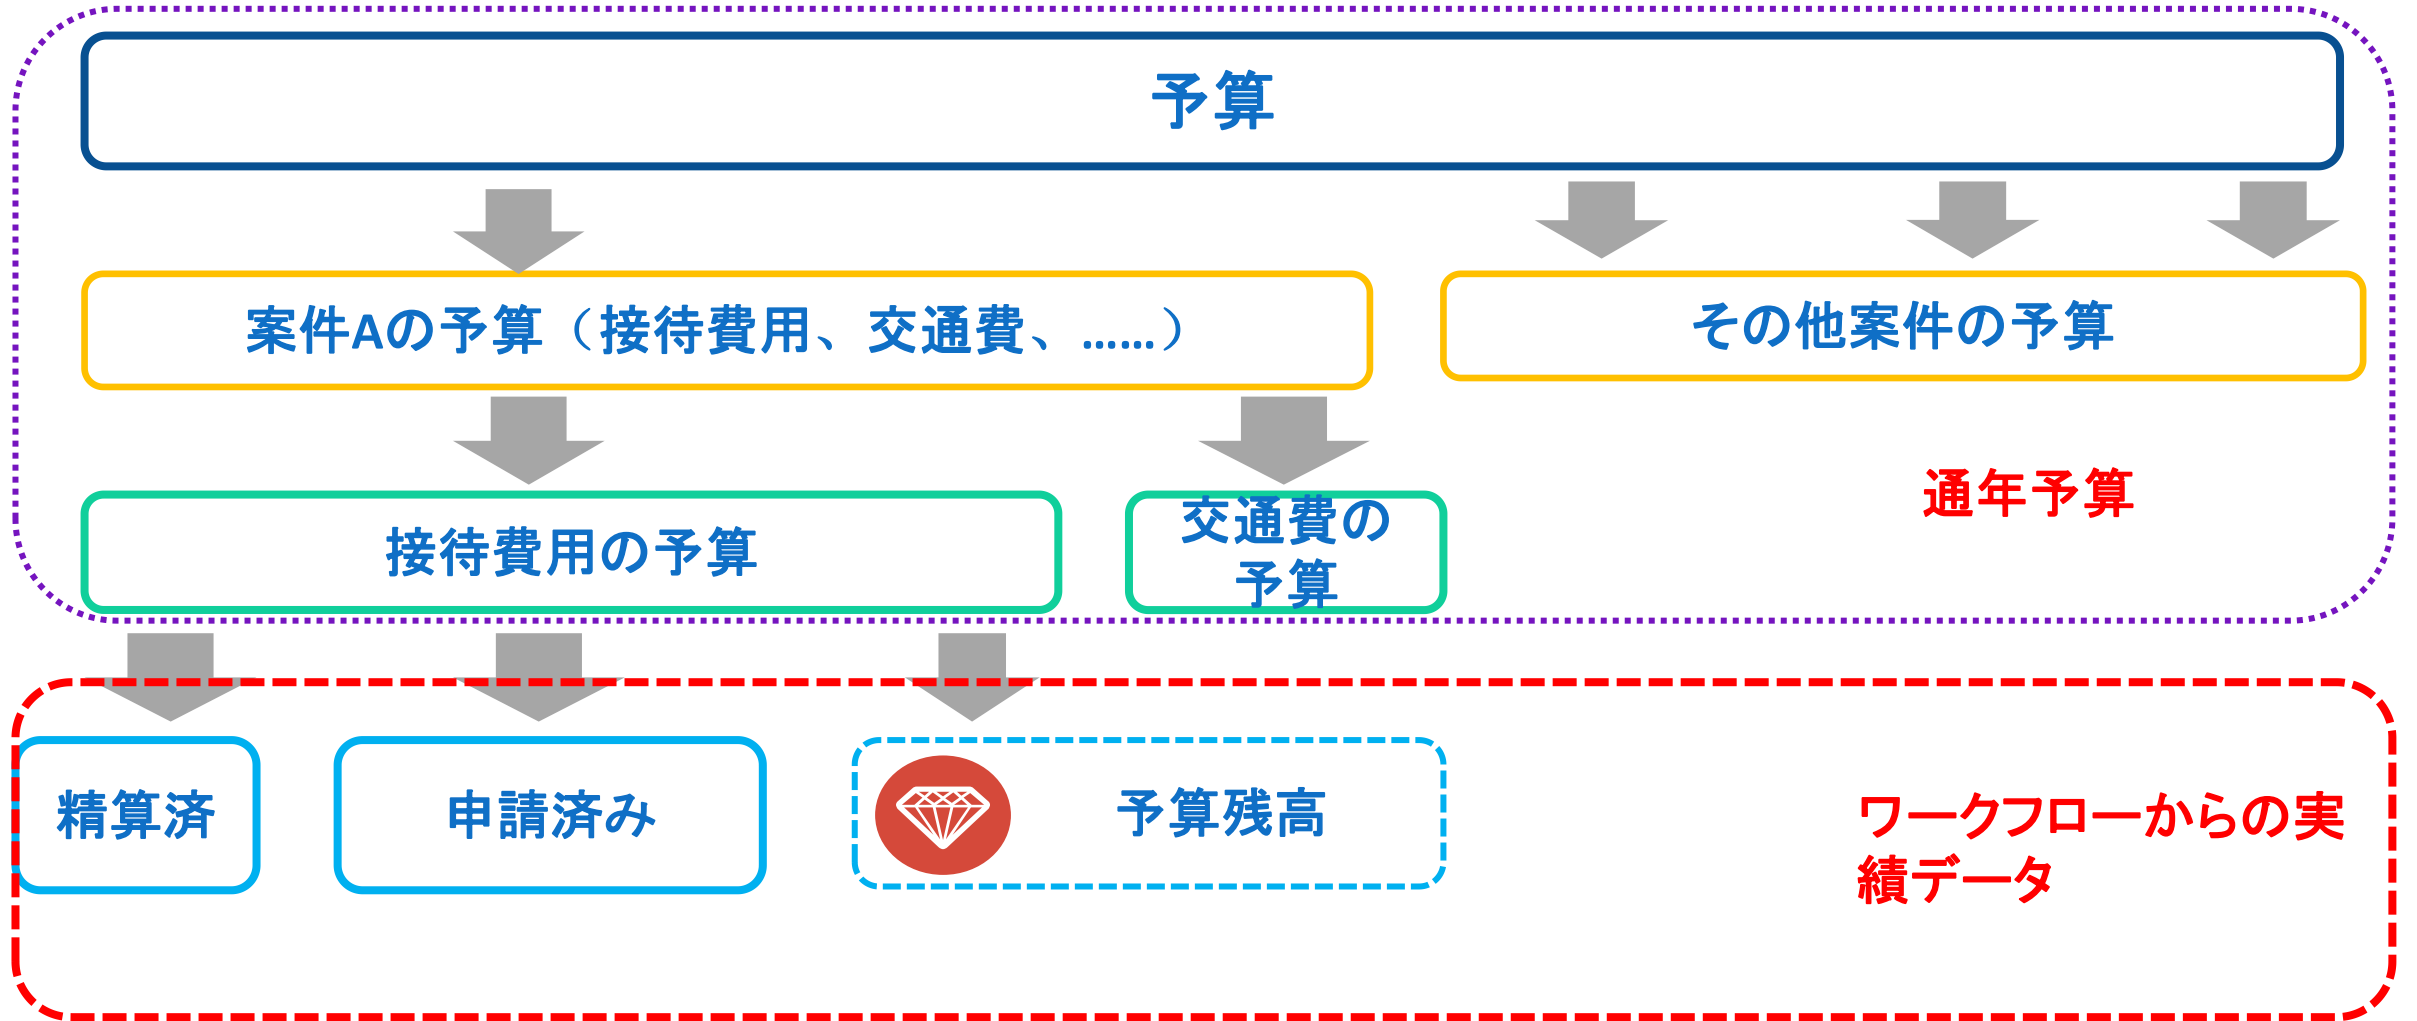 予算
案件Aの予算（接待費用、交通費、……）
その他案件の予算
接待費用の予算
交通費の
予算
通年予算
精算済
申請済み
予算残高
ワークフローからの実
績データ